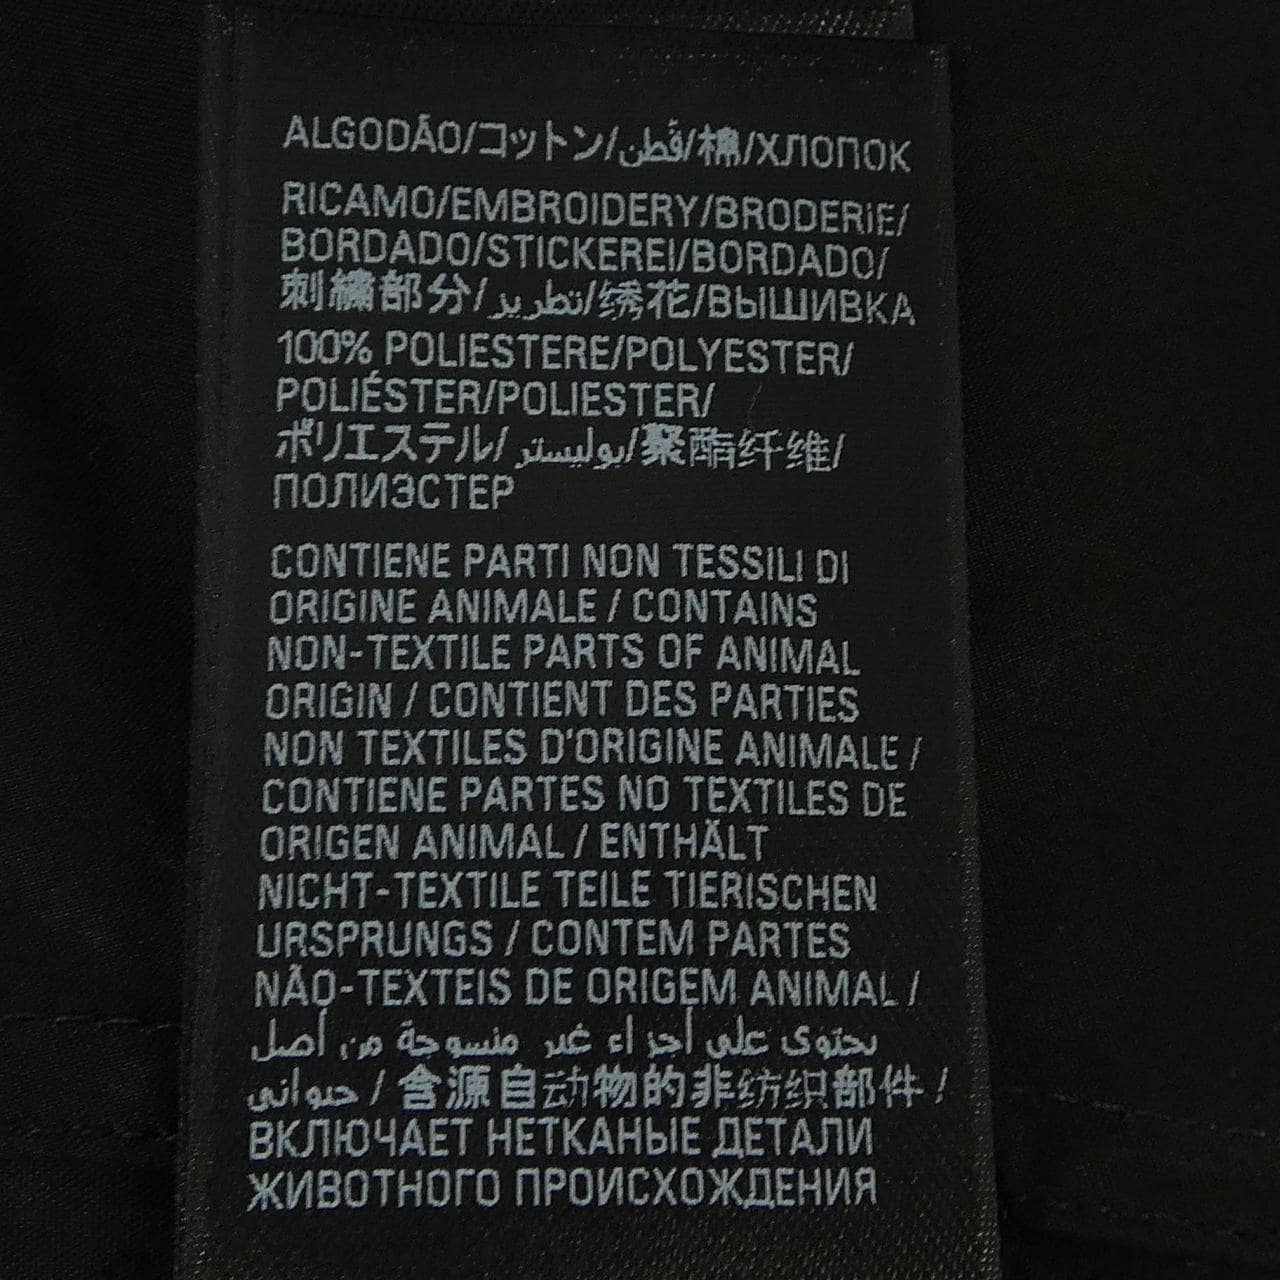 ALGODÃO/コットン/قطن/棉/ХЛОПОК
RICAMO/EMBROIDERY/BRODERIE/
BORDADO/STICKEREI/BORDADO/
刺繍部分/تطريز/绣花/ВЫШИВКА
100% POLIESTERE/POLYESTER/
POLIÉSTER/POLIESTER/
ポリエステル/بوليستر/聚酯纤维/
ПОЛИЭСТЕР
CONTIENE PARTI NON TESSILI DI
ORIGINE ANIMALE / CONTAINS
NON-TEXTILE PARTS OF ANIMAL
ORIGIN / CONTIENT DES PARTIES
NON TEXTILES D'ORIGINE ANIMALE /
CONTIENE PARTES NO TEXTILES DE
ORIGEN ANIMAL / ENTHÄLT
NICHT-TEXTILE TEILE TIERISCHEN
URSPRUNGS / CONTEM PARTES
NÃO-TEXTEIS DE ORIGEM ANIMAL /
يحتوى على أجزاء غير منسوجة من أصل
حيوانى / 含源自动物的非纺织部件 /
ВКЛЮЧАЕТ НЕТКАНЫЕ ДЕТАЛИ
ЖИВОТНОГО ПРОИСХОЖДЕНИЯ